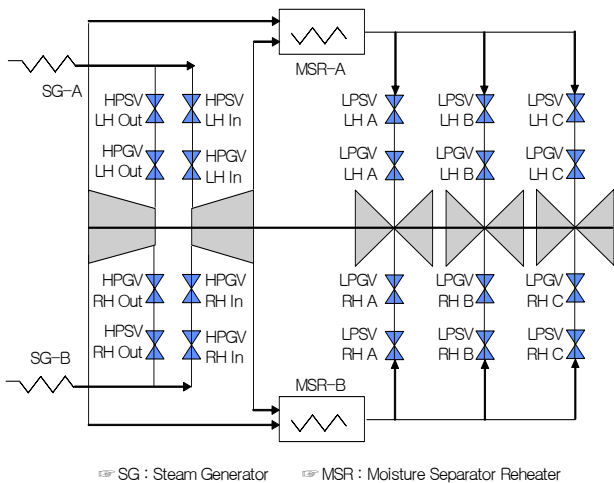 MSR-A
SG-A
HPSV
LH Out
HPSV
LH In
LPSV
LH A
LPSV
LH B
LPSV
LH C
HPGV
LH Out
HPGV
LH In
LPGV
LH A
LPGV
LH B
LPGV
LH C
HPGV
RH Out
HPGV
RH In
LPGV
RH A
LPGV
RH B
LPGV
RH C
HPSV
RH Out
HPGV
RH In
LPSV
RH A
LPSV
RH B
LPSV
RH C
SG-B
MSR-B
☞ SG : Steam Generator
☞ MSR : Moisture Separator Reheater